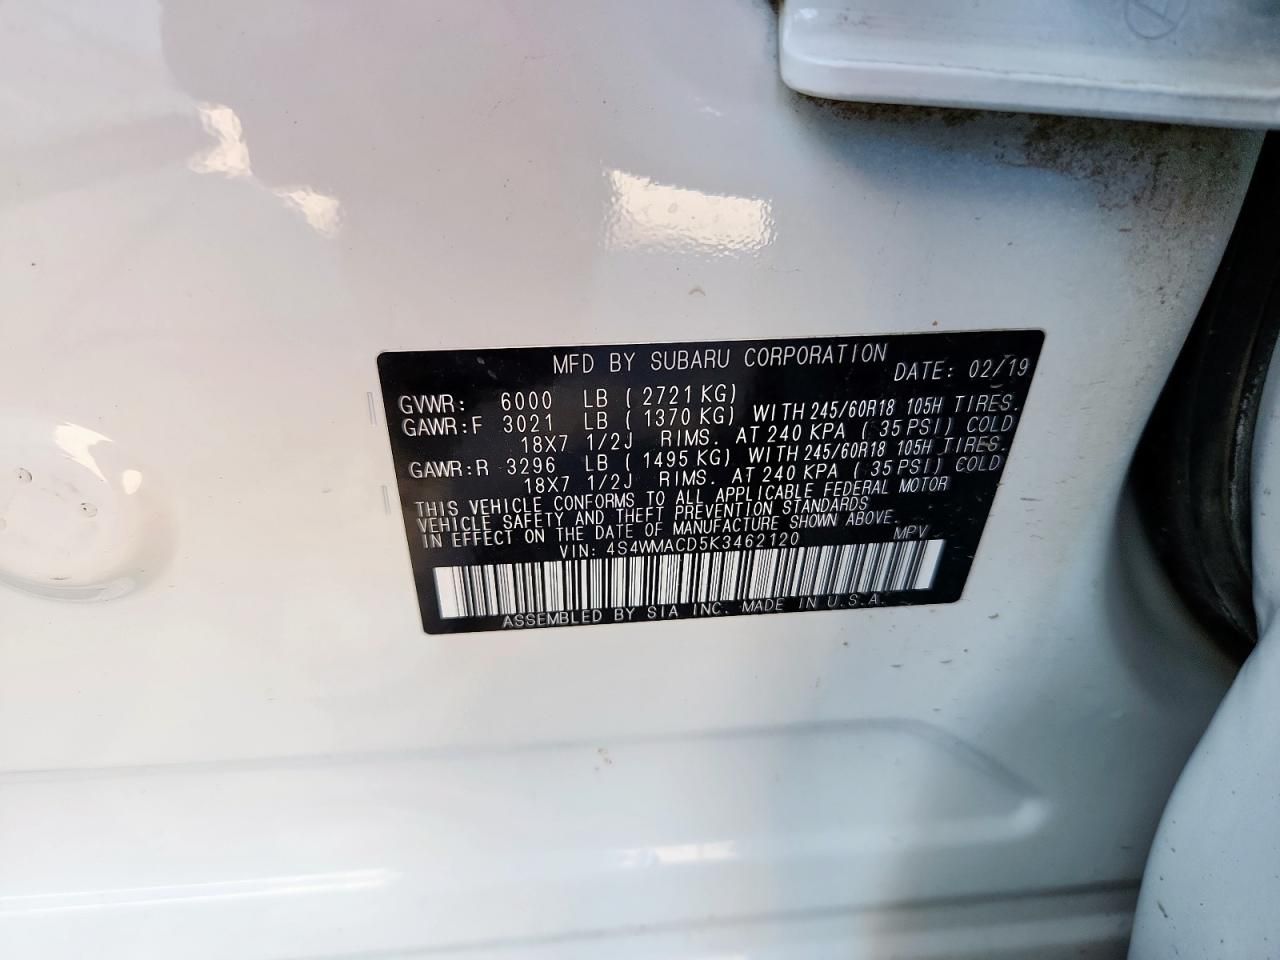 MFD BY SUBARU CORPORATION DATE: 02/19
GVWR: 6000 LB ( 2721 KG)
GAWR:F 3021 LB ( 1370 KG) WITH 245/60R18 105H TIRES.
18X7 1/2J RIMS. AT 240 KPA ( 35 PSI) COLD
GAWR:R 3296 LB ( 1495 KG) WITH 245/60R18 105H TIRES.
18X7 1/2J RIMS. AT 240 KPA ( 35 PSI) COLD
THIS VEHICLE CONFORMS TO ALL APPLICABLE FEDERAL MOTOR
VEHICLE SAFETY AND THEFT PREVENTION STANDARDS
IN EFFECT ON THE DATE OF MANUFACTURE SHOWN ABOVE.
VIN: 4S4WMACD5K3462120 MPV
ASSEMBLED BY SIA INC. MADE IN U.S.A.